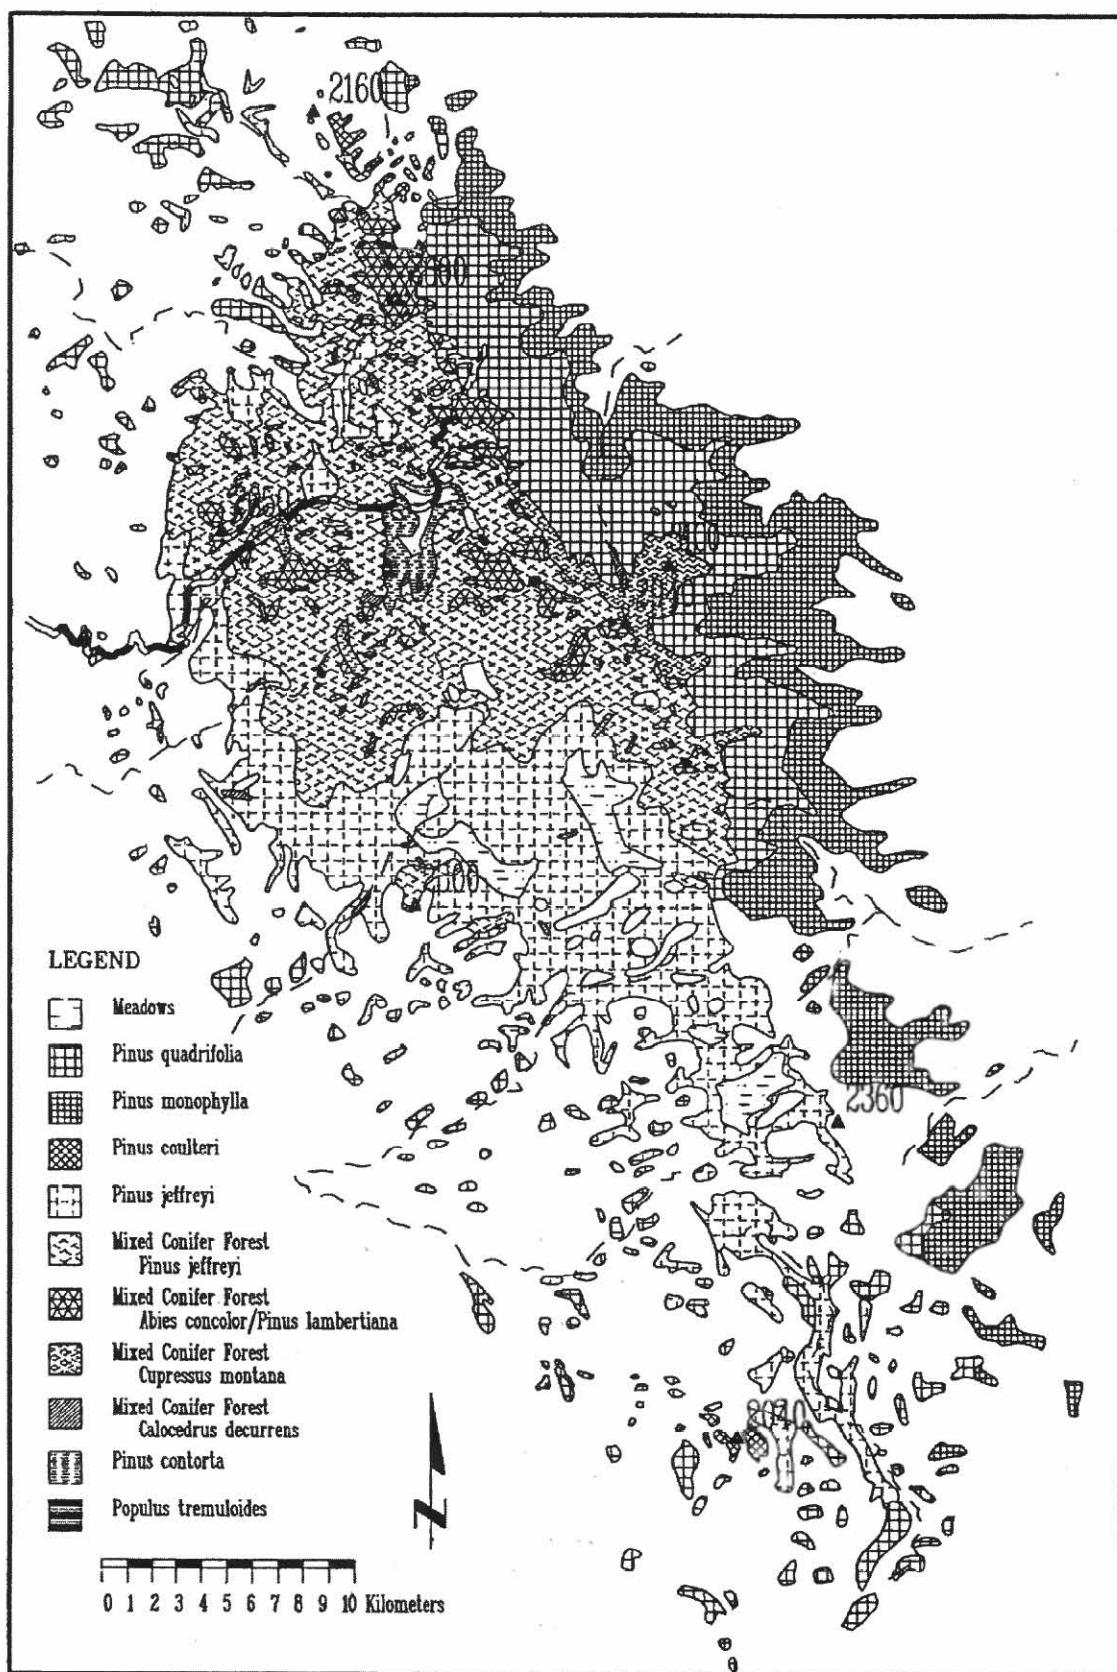 2160
2360
LEGEND
Meadows
Pinus quadrifolia
Pinus monophylla
Pinus coulteri
Pinus jeffreyi
Mixed Conifer Forest
Pinus jeffreyi
Mixed Conifer Forest
Abies concolor/Pinus lambertiana
Mixed Conifer Forest
Cupressus montana
Mixed Conifer Forest
Calocedrus decurrens
Pinus contorta
Populus tremuloides
N
0 1 2 3 4 5 6 7 8 9 10 Kilometers